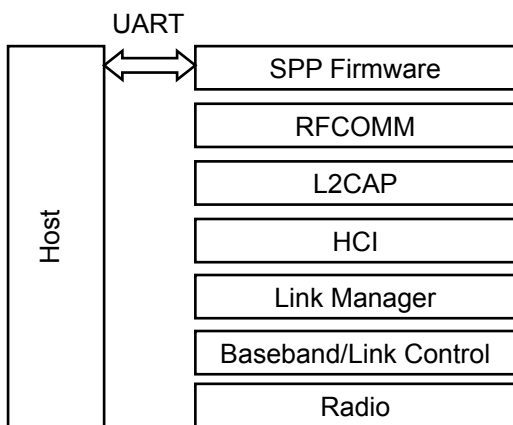 UART
SPP Firmware
RFCOMM
L2CAP
HCI
Host
Link Manager
Baseband/Link Control
Radio